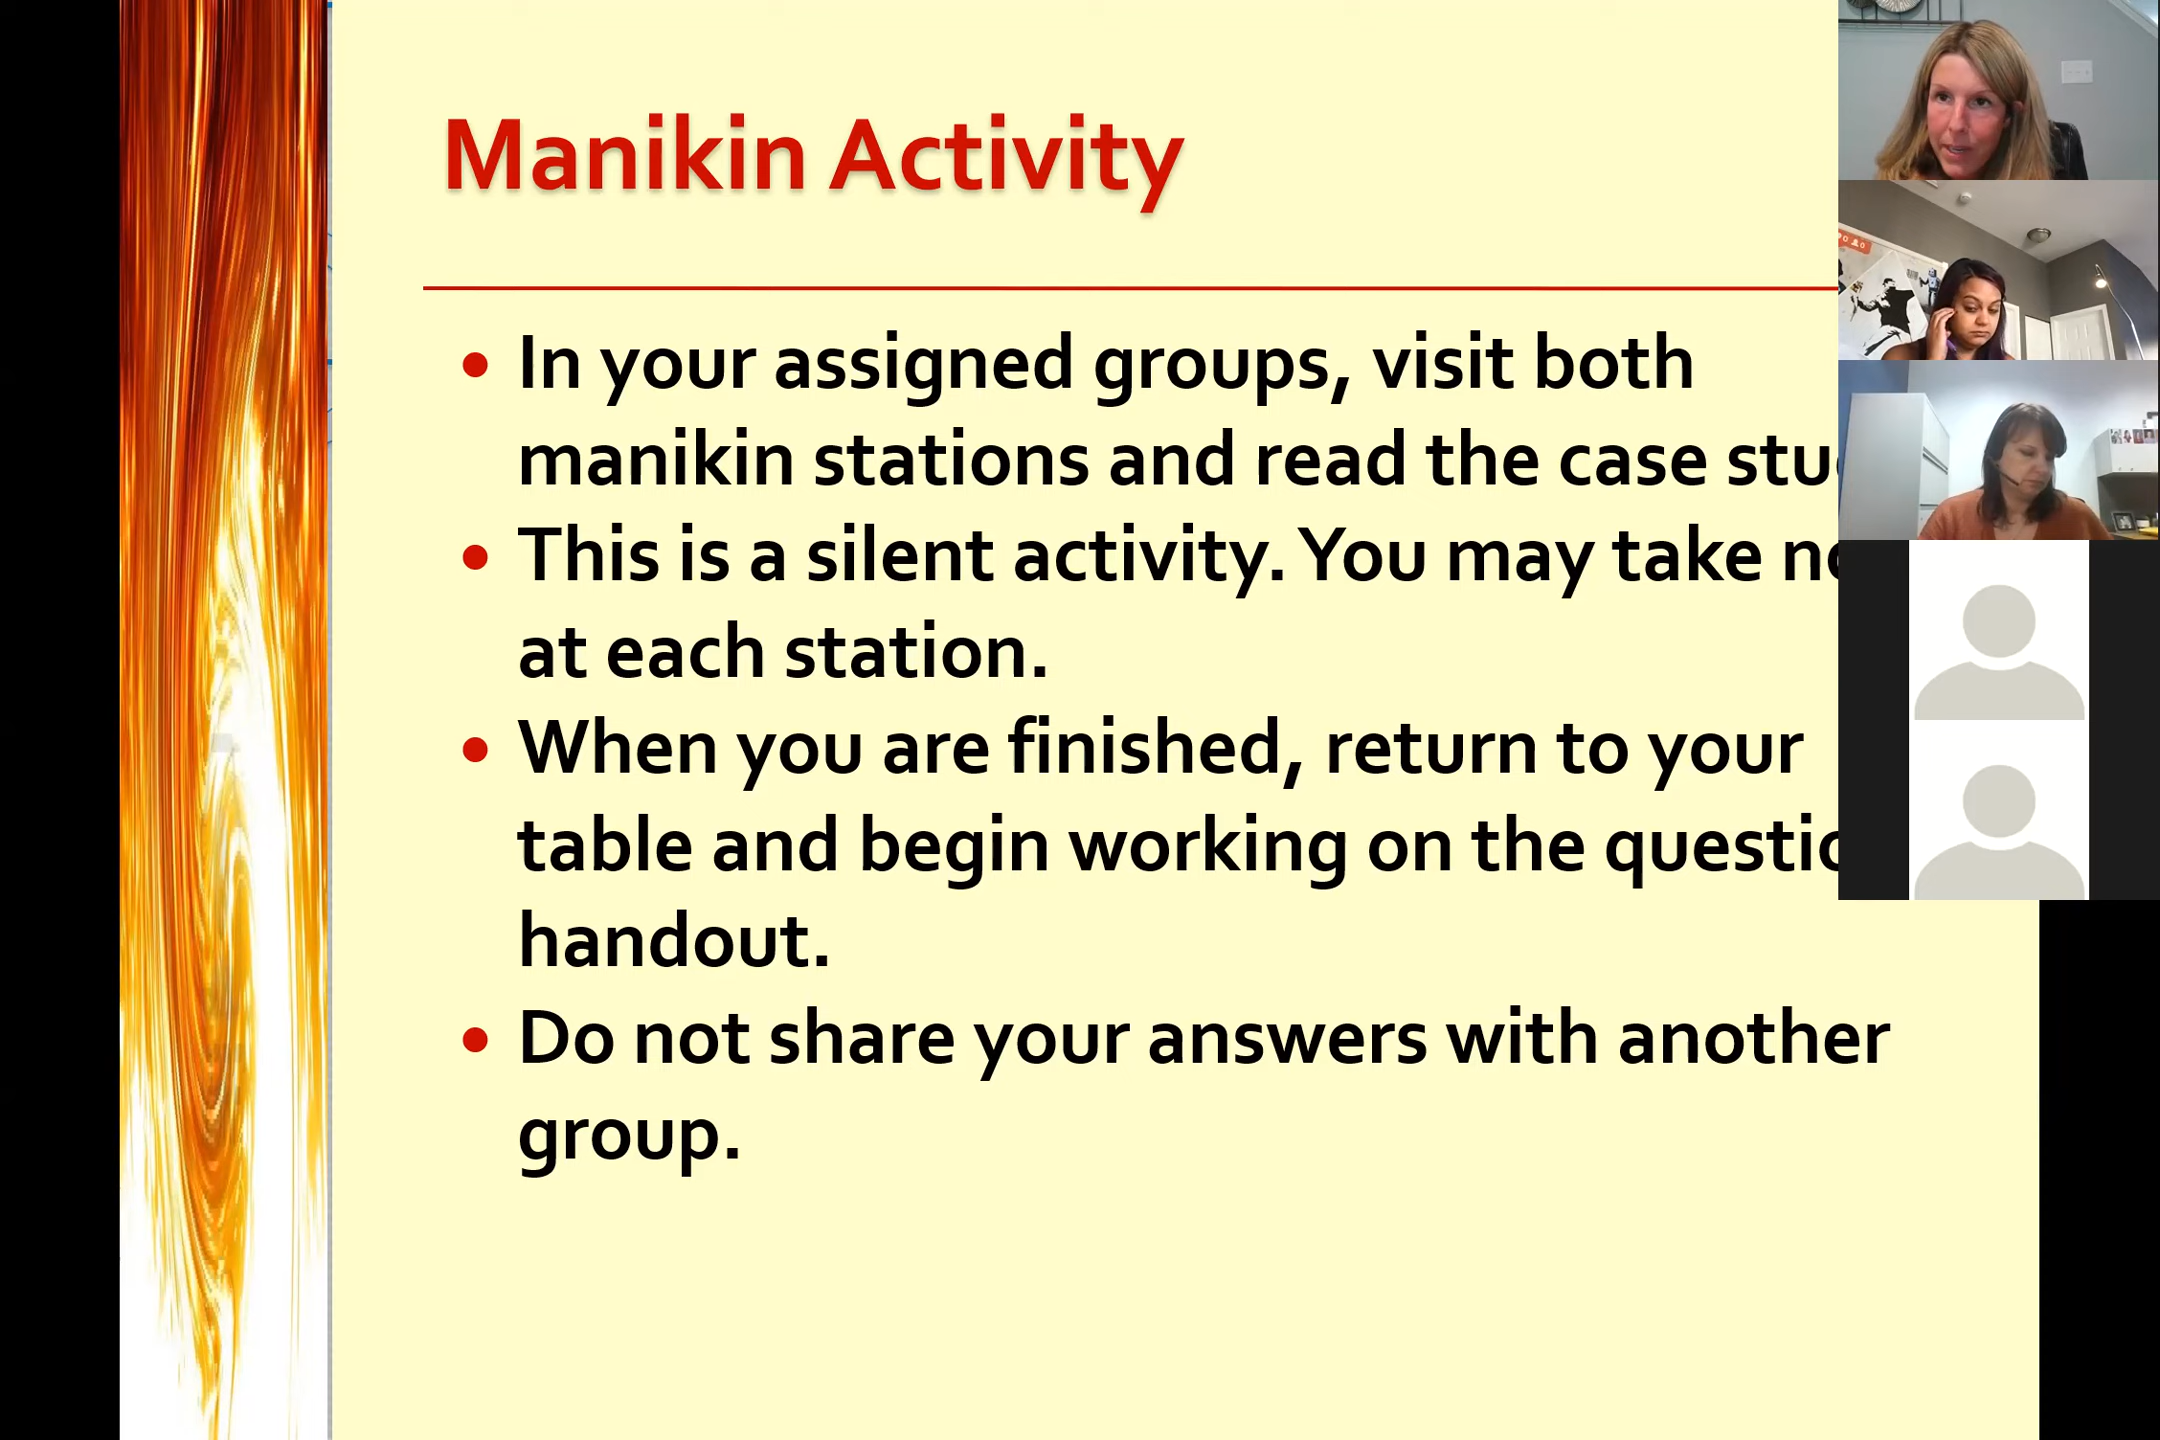 Manikin Activity
In your assigned groups, visit both
manikin stations and read the case
This is a silent activity. You may take
at each station.
When you are finished, return to your
table and begin working on the
handout.
Do not share your answers with another
group.